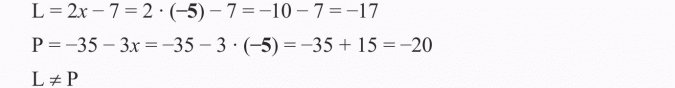 L = 2x − 7 = 2 · (−5) − 7 = −10 − 7 = −17
P = −35 − 3x = −35 − 3 · (−5) = −35 + 15 = −20
L ≠ P